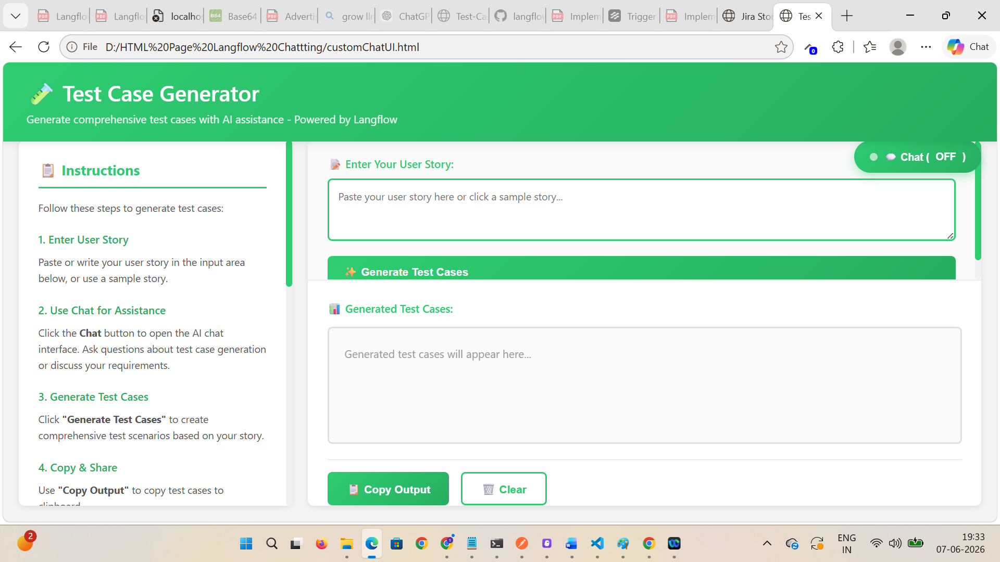 Langflo
Langflo
localho
B64
Base64
Adverti
grow ll
ChatGP
Test-Ca
langflo
Implem
Trigger
Implem
Jira Sto
Tes
File D:/HTML%20Page%20Langflow%20Chattting/customChatUI.html
0
Chat
Test Case Generator
Generate comprehensive test cases with AI assistance - Powered by Langflow
Instructions
Follow these steps to generate test cases:
1. Enter User Story
Paste or write your user story in the input area
below, or use a sample story.
2. Use Chat for Assistance
Click the Chat button to open the AI chat
interface. Ask questions about test case generation
or discuss your requirements.
3. Generate Test Cases
Click "Generate Test Cases" to create
comprehensive test scenarios based on your story.
4. Copy & Share
Use "Copy Output" to copy test cases to
clipboard
Chat ( OFF )
Enter Your User Story:
Paste your user story here or click a sample story...
Generate Test Cases
Generated Test Cases:
Generated test cases will appear here...
Copy Output
Clear
2
ENG
IN
19:33
07-06-2026